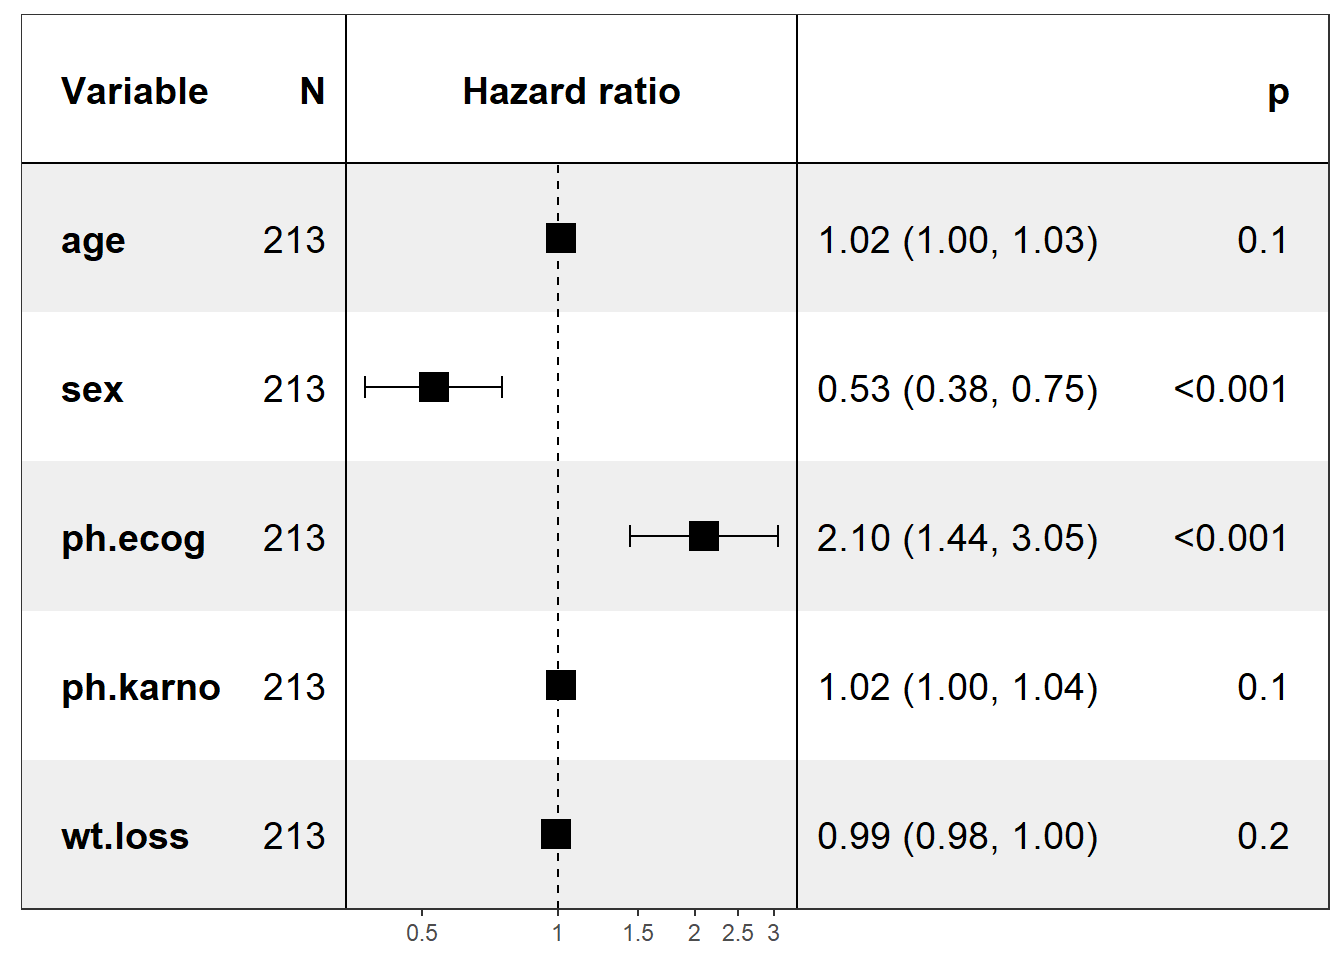 Variable N Hazard ratio p
age 213 1.02 (1.00, 1.03) 0.1
sex 213 0.53 (0.38, 0.75) <0.001
ph.ecog 213 2.10 (1.44, 3.05) <0.001
ph.karno 213 1.02 (1.00, 1.04) 0.1
wt.loss 213 0.99 (0.98, 1.00) 0.2
0.5 1 1.5 2 2.5 3